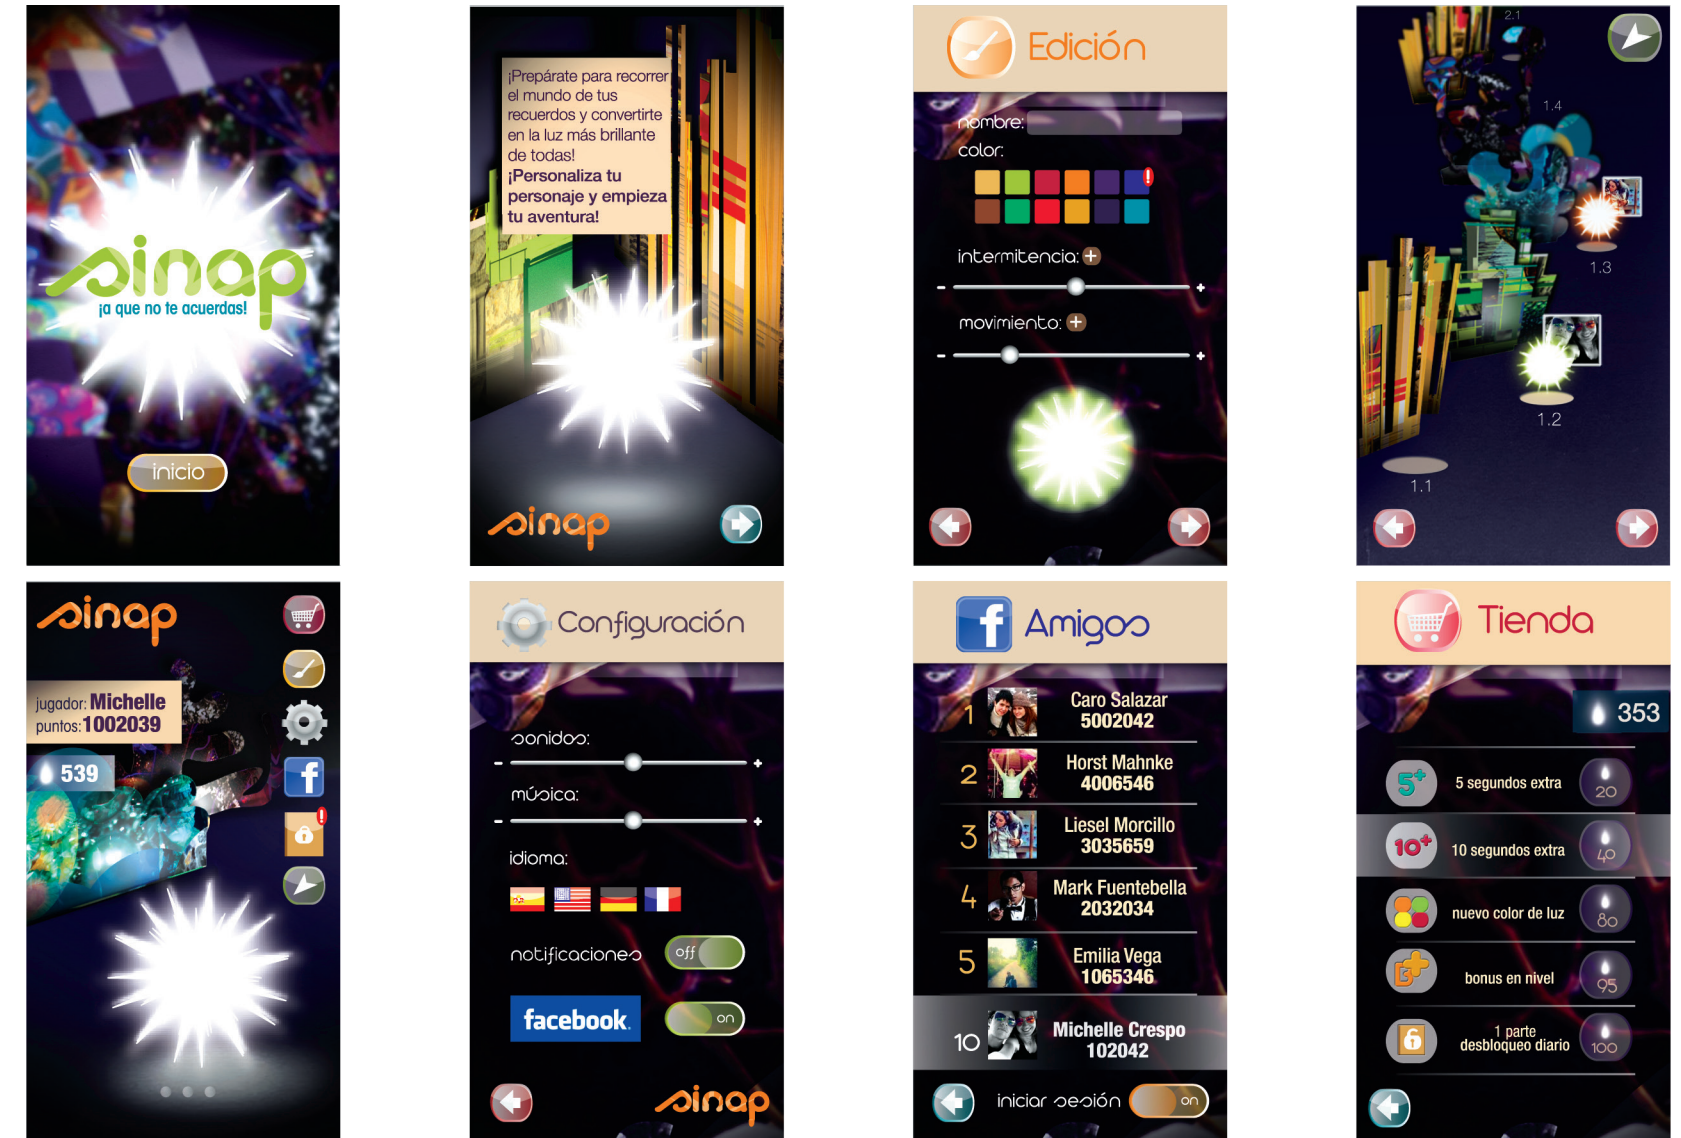 sinap
¡a que no te acuerdas!
inicio
¡Prepárate para recorrer
el mundo de tus
recuerdos y convertirte
en la luz más brillante
de todas!
¡Personaliza tu
personaje y empieza
tu aventura!
sinap
Edición
nombre:
color:
!
intermitencia: +
- +
movimiento: +
- +
2.1
1.4
1.3
1.2
1.1
sinap
jugador: Michelle
puntos: 1002039
539
f
!
Configuración
sonidos:
- +
música:
- +
idioma:
notificaciones off
facebook. on
sinap
f Amigos
1 Caro Salazar
5002042
2 Horst Mahnke
4006546
3 Liesel Morcillo
3035659
4 Mark Fuentebella
2032034
5 Emilia Vega
1065346
10 Michelle Crespo
102042
iniciar sesión on
Tienda
353
5+ 5 segundos extra 20
10+ 10 segundos extra 40
nuevo color de luz 80
B+ bonus en nivel 95
1 parte
desbloqueo diario 100